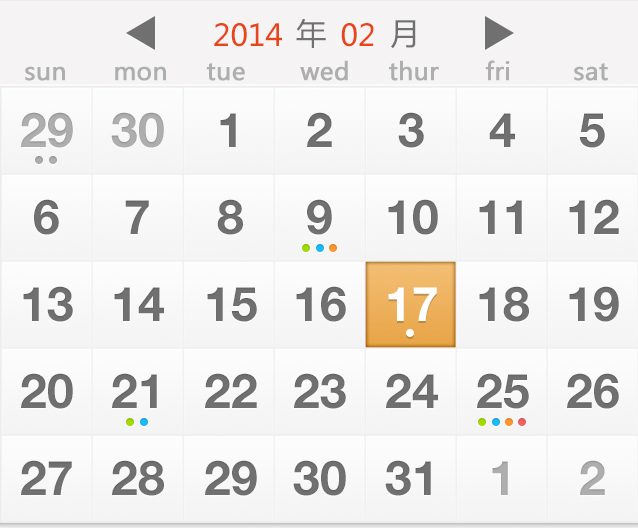 2014 年 02 月
sun mon tue wed thur fri sat
29 30 1 2 3 4 5
6 7 8 9 10 11 12
13 14 15 16 17 18 19
20 21 22 23 24 25 26
27 28 29 30 31 1 2